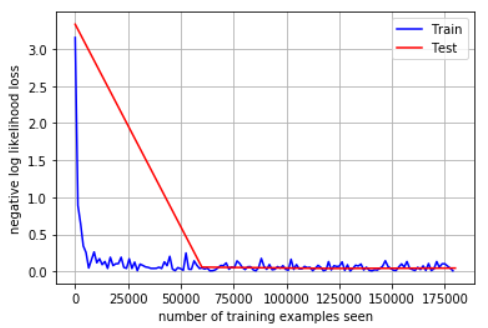 Train
Test
negative log likelihood loss
3.0
2.5
2.0
1.5
1.0
0.5
0.0
0 25000 50000 75000 100000 125000 150000 175000
number of training examples seen